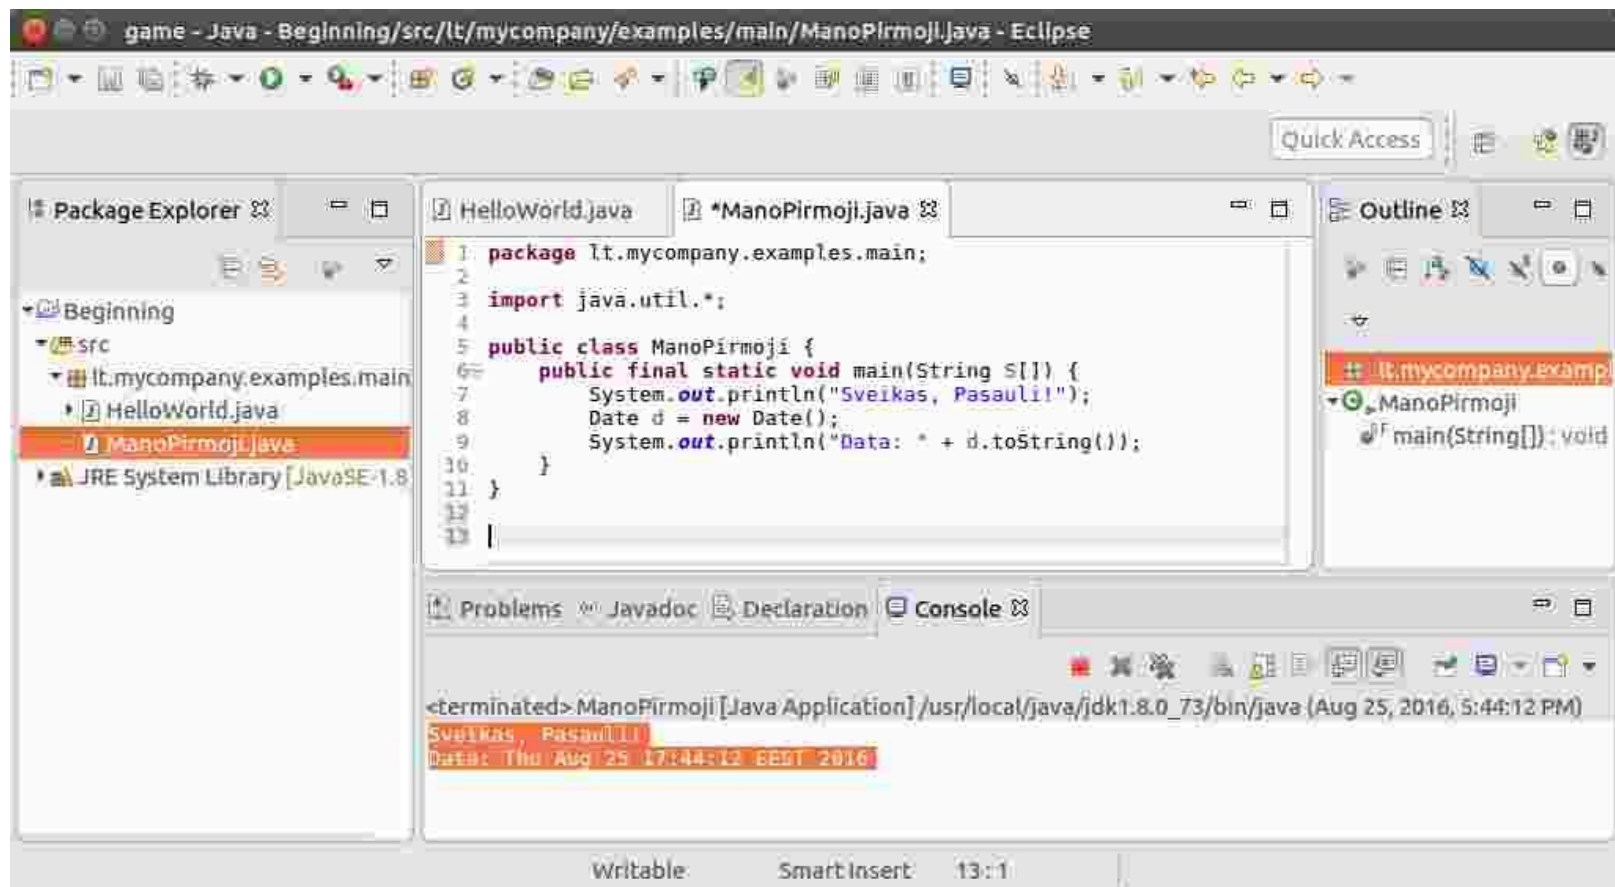 game - Java - Beginning/src/lt/mycompany/examples/main/ManoPirmoji.java - Eclipse
Quick Access
Package Explorer
Beginning
src
lt.mycompany.examples.main
HelloWorld.java
ManoPirmoji.java
JRE System Library [JavaSE-1.8
HelloWorld.java
*ManoPirmoji.java
1 package lt.mycompany.examples.main;
2
3 import java.util.*;
4
5 public class ManoPirmoji {
6 public final static void main(String S[]) {
7 System.out.println("Sveikas, Pasauli!");
8 Date d = new Date();
9 System.out.println("Data: " + d.toString());
10 }
11 }
12
13
Outline
lt.mycompany.exampl
ManoPirmoji
main(String[]) : void
Problems Javadoc Declaration Console
<terminated> ManoPirmoji [Java Application] /usr/local/java/jdk1.8.0_73/bin/java (Aug 25, 2016, 5:44:12 PM)
Sveikas, Pasauli!
Data: Thu Aug 25 17:44:12 EEST 2016
Writable Smart Insert 13 : 1